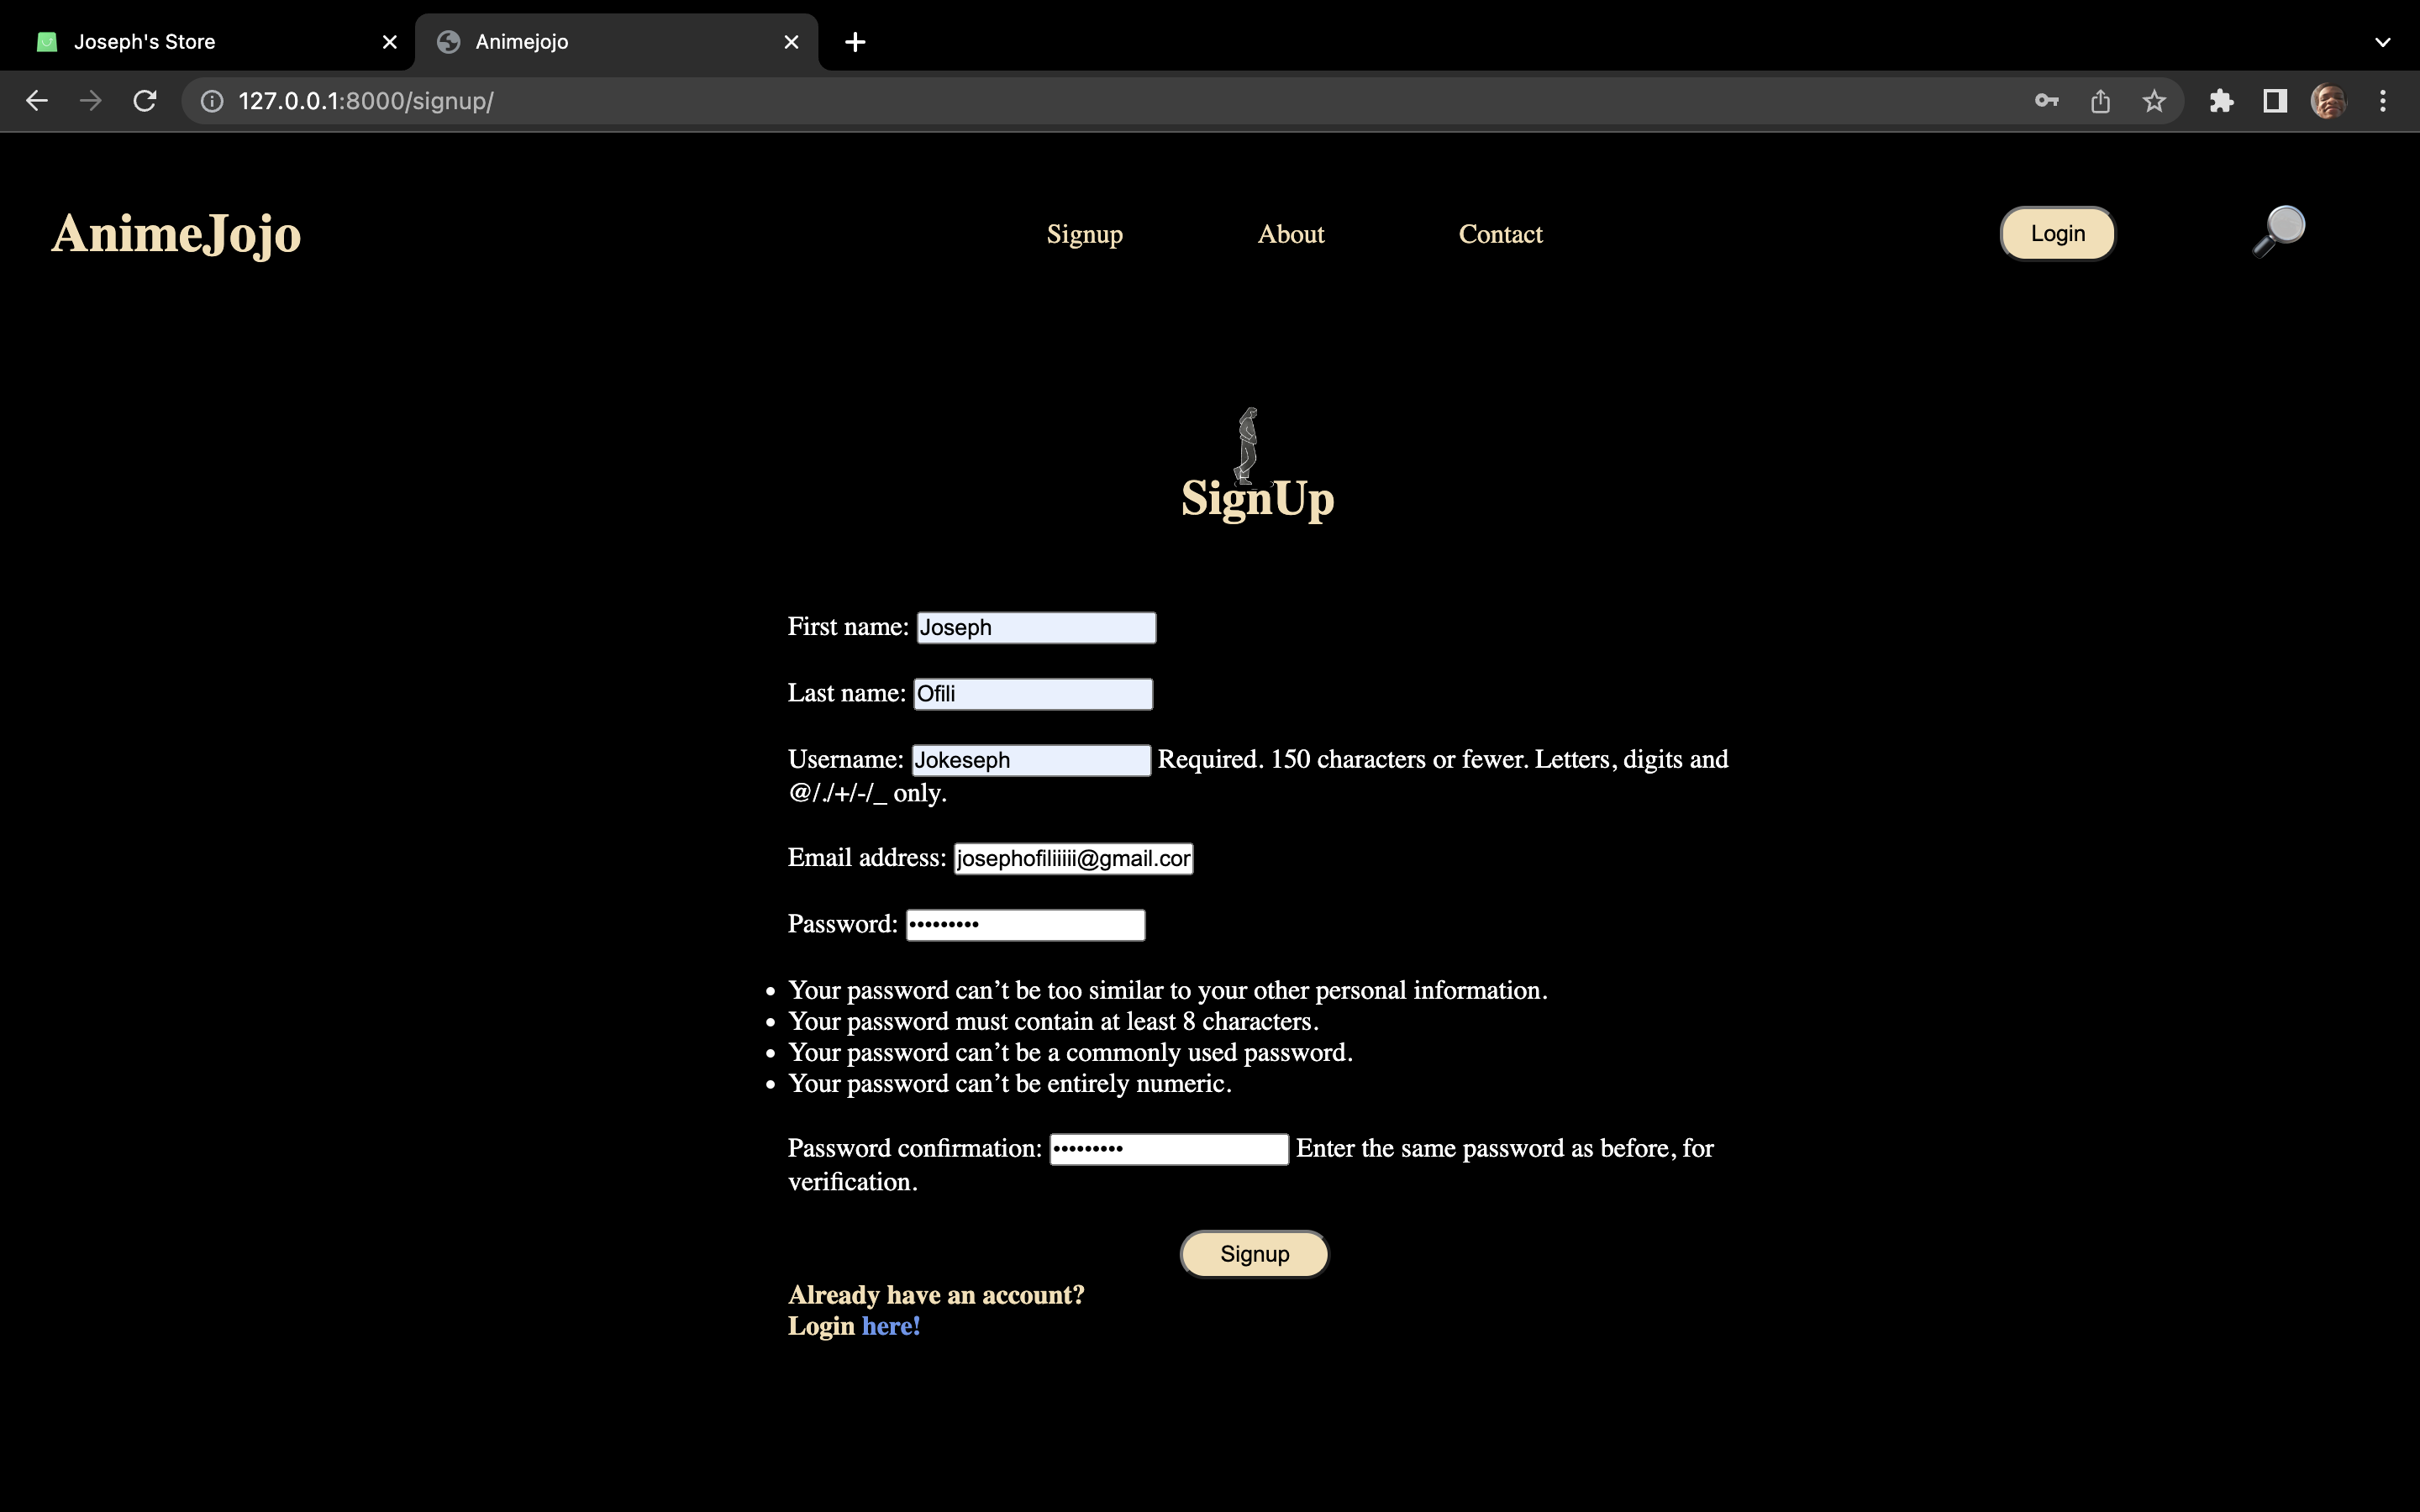 Joseph's Store
Animejojo
127.0.0.1:8000/signup/
AnimeJojo
Signup
About
Contact
Login
SignUp
First name: Joseph
Last name: Ofili
Username: Jokeseph Required. 150 characters or fewer. Letters, digits and
@/./+/-/_ only.
Email address: josephofiliiiii@gmail.cor
Password: •••••••••
• Your password can’t be too similar to your other personal information.
• Your password must contain at least 8 characters.
• Your password can’t be a commonly used password.
• Your password can’t be entirely numeric.
Password confirmation: ••••••••• Enter the same password as before, for
verification.
Signup
Already have an account?
Login here!